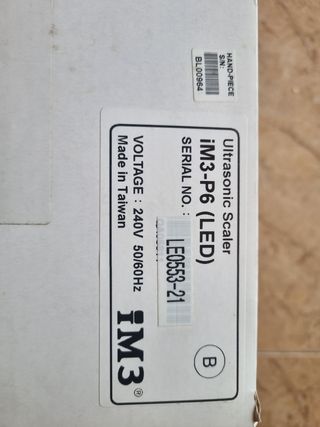 HAND-PIECE
S/N:
BL00964
Ultrasonic Scaler
iM3-P6 (LED)
SERIAL NO. :
LE0553-21
VOLTAGE : 240V 50/60Hz
Made in Taiwan
B
iM3®